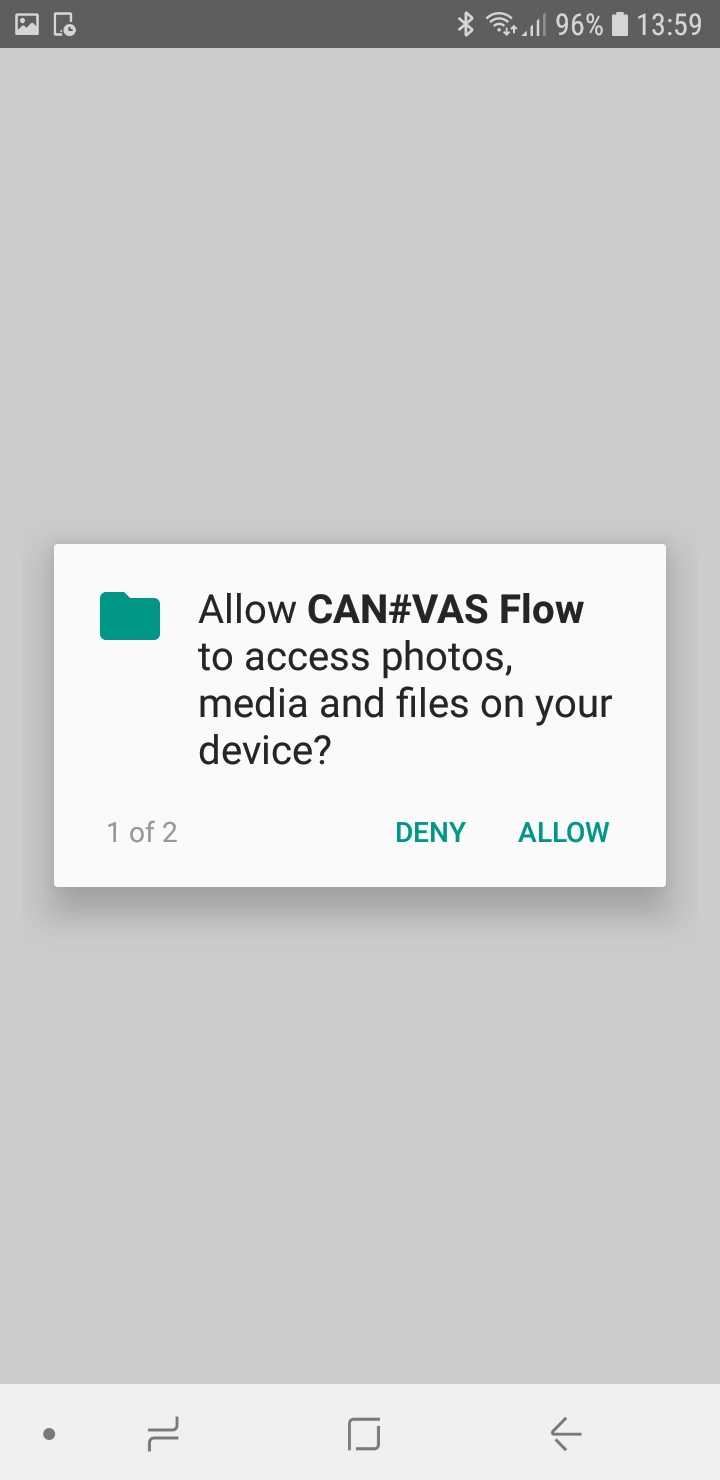 96% 13:59
Allow CAN#VAS Flow
to access photos,
media and files on your
device?
1 of 2 DENY ALLOW